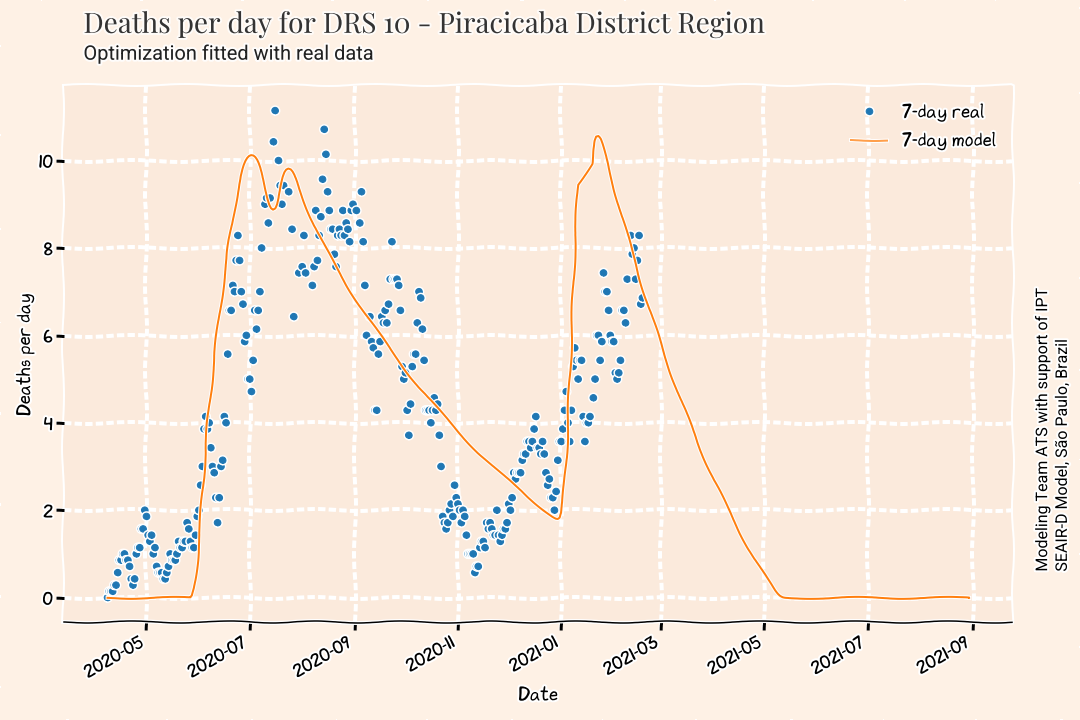 Deaths per day for DRS 10 - Piracicaba District Region
Optimization fitted with real data
7-day real
7-day model
Deaths per day
10
8
6
4
2
0
2020-05
2020-07
2020-09
2020-11
2021-01
2021-03
2021-05
2021-07
2021-09
Date
Modeling Team ATS with support of IPT
SEAIR-D Model, São Paulo, Brazil